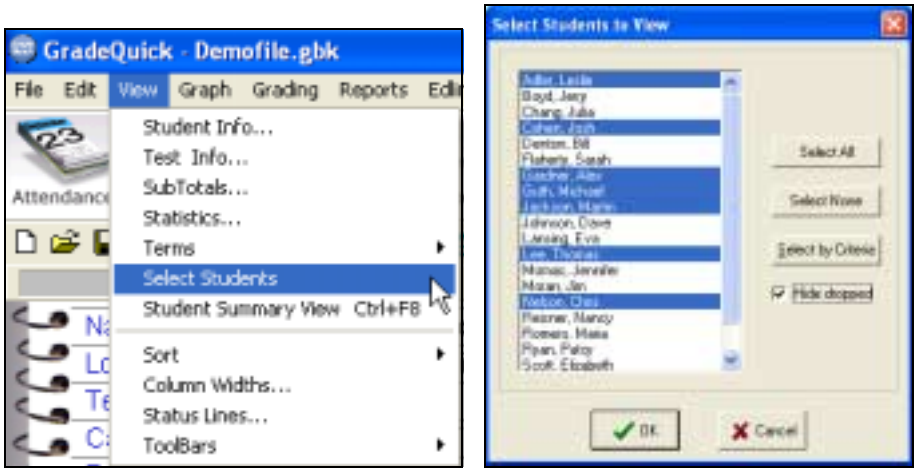 GradeQuick - Demofile.gbk
File Edit View Graph Grading Reports
23
Attendance
Student Info...
Test Info...
SubTotals...
Statistics...
Terms
Select Students
Student Summary View Ctrl+F8
Sort
Column Widths...
Status Lines...
ToolBars
Select Students to View
Adler, Leslie
Boyd, Jerry
Chang, Julia
Cohen, Josh
Denton, Bill
Flaherty, Sarah
Gardner, Alex
Guth, Michael
Jackson, Martin
Johnson, Dave
Lansing, Eva
Lee, Thomas
Jennifer
Moran, Jim
Nelson, Chris
Nancy
Romero, Maria
Ryan, Patsy
Scott, Elizabeth
Select All
Select None
Select by Criteria
Hide dropped
OK
Cancel